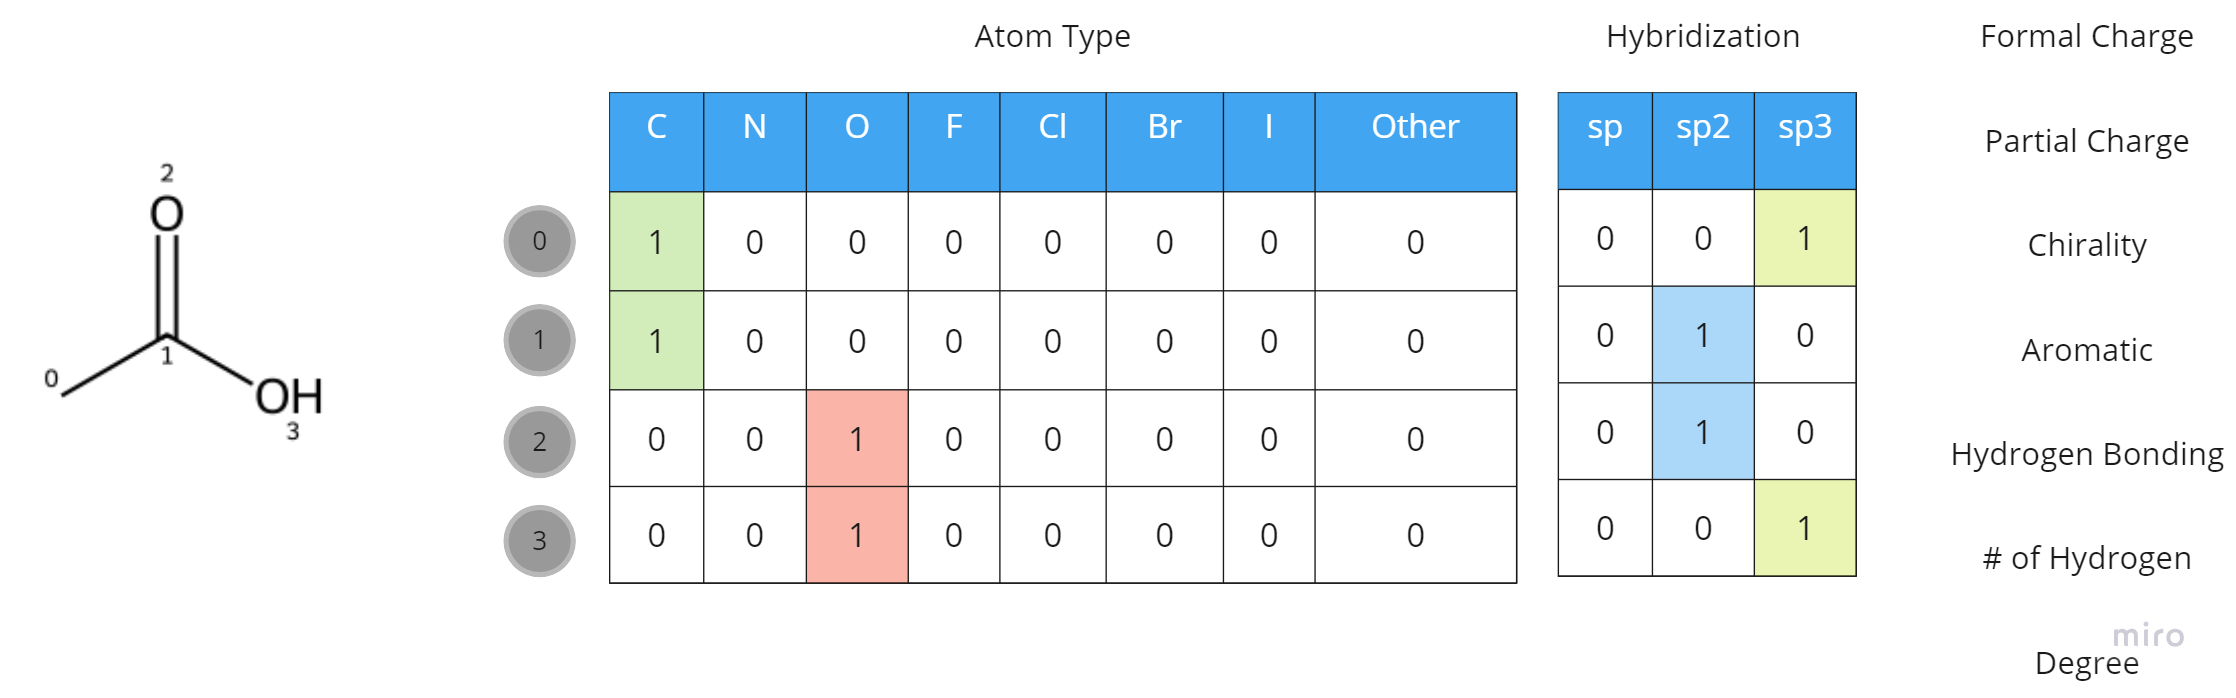 Atom Type
Hybridization
Formal Charge
C N O F Cl Br I Other
sp sp2 sp3
Partial Charge
2
O
0
1
OH
3
0 1 0 0 0 0 0 0 0
0 0 1
Chirality
1 1 0 0 0 0 0 0 0
0 1 0
Aromatic
2 0 0 1 0 0 0 0 0
0 1 0
Hydrogen Bonding
3 0 0 1 0 0 0 0 0
0 0 1
# of Hydrogen
miro
Degree